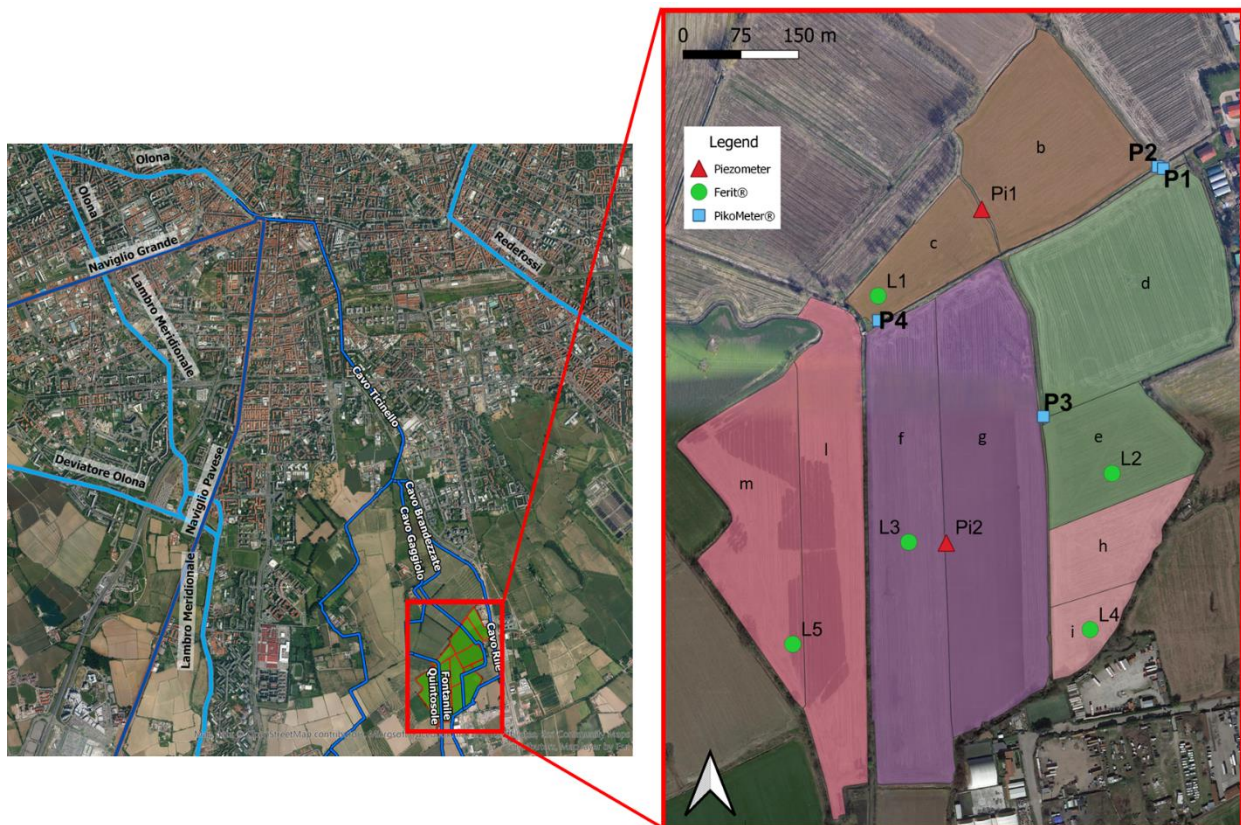 Olona
Olona
Naviglio Grande
Lambro Meridionale
Redefossi
Cavo Ticinello
Deviatore Olona
Naviglio Pavese
Lambro Meridionale
Cavo Brandezzate
Cavo Gaggiolo
Cavo Rile
Fontanile
Quintosole
0 75 150 m
Legend
Piezometer
Ferit®
PikoMeter®
b
P2
P1
Pi1
c
d
L1
P4
P3
e
L2
f
g
l
m
L3
Pi2
h
L5
i
L4